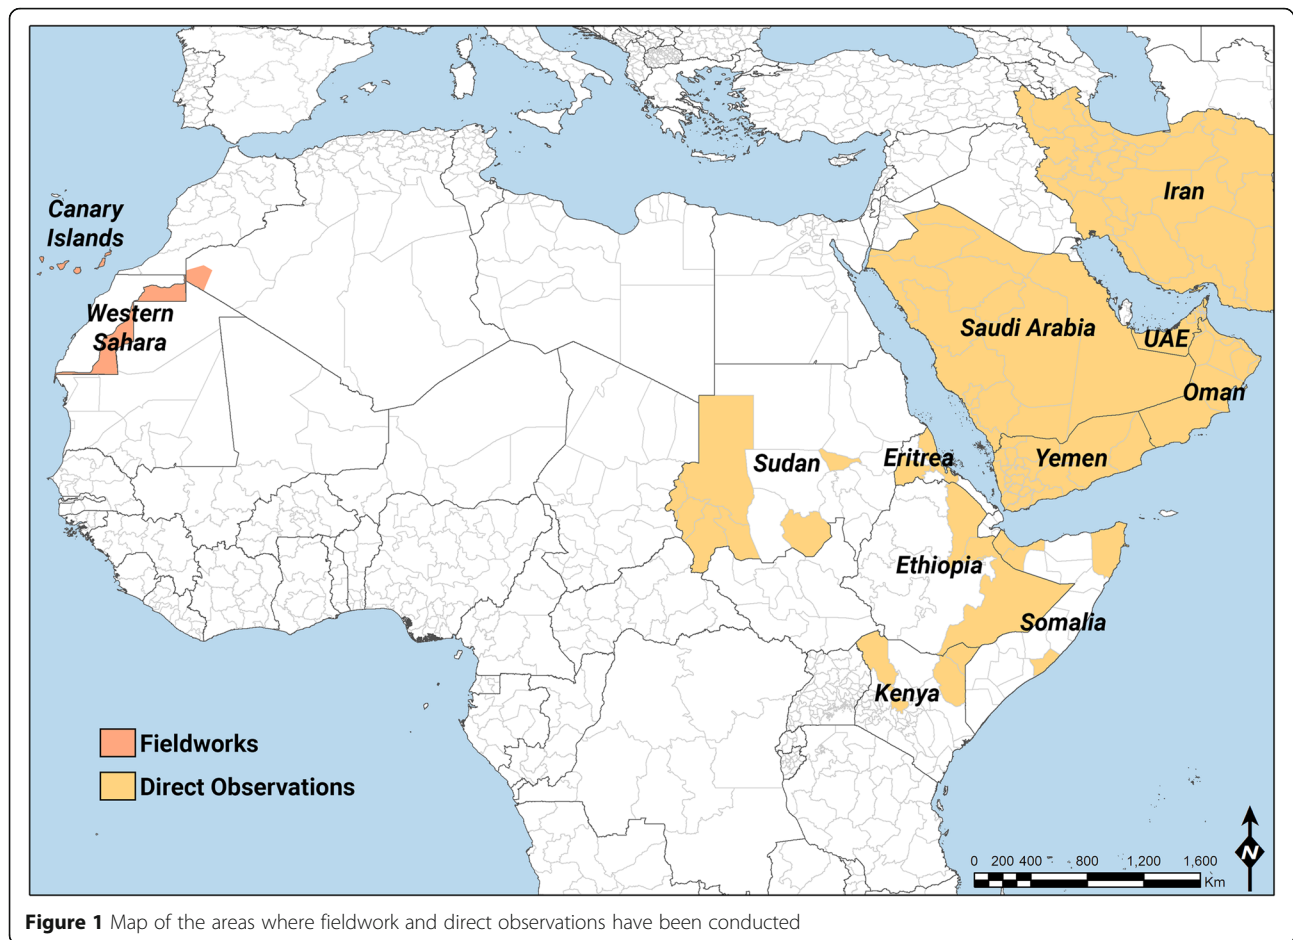 Canary
Islands
Western
Sahara
Iran
Saudi Arabia
UAE
Oman
Yemen
Sudan
Eritrea
Ethiopia
Somalia
Kenya
Fieldworks
Direct Observations
N
0 200 400 800 1,200 1,600
Km
Figure 1 Map of the areas where fieldwork and direct observations have been conducted